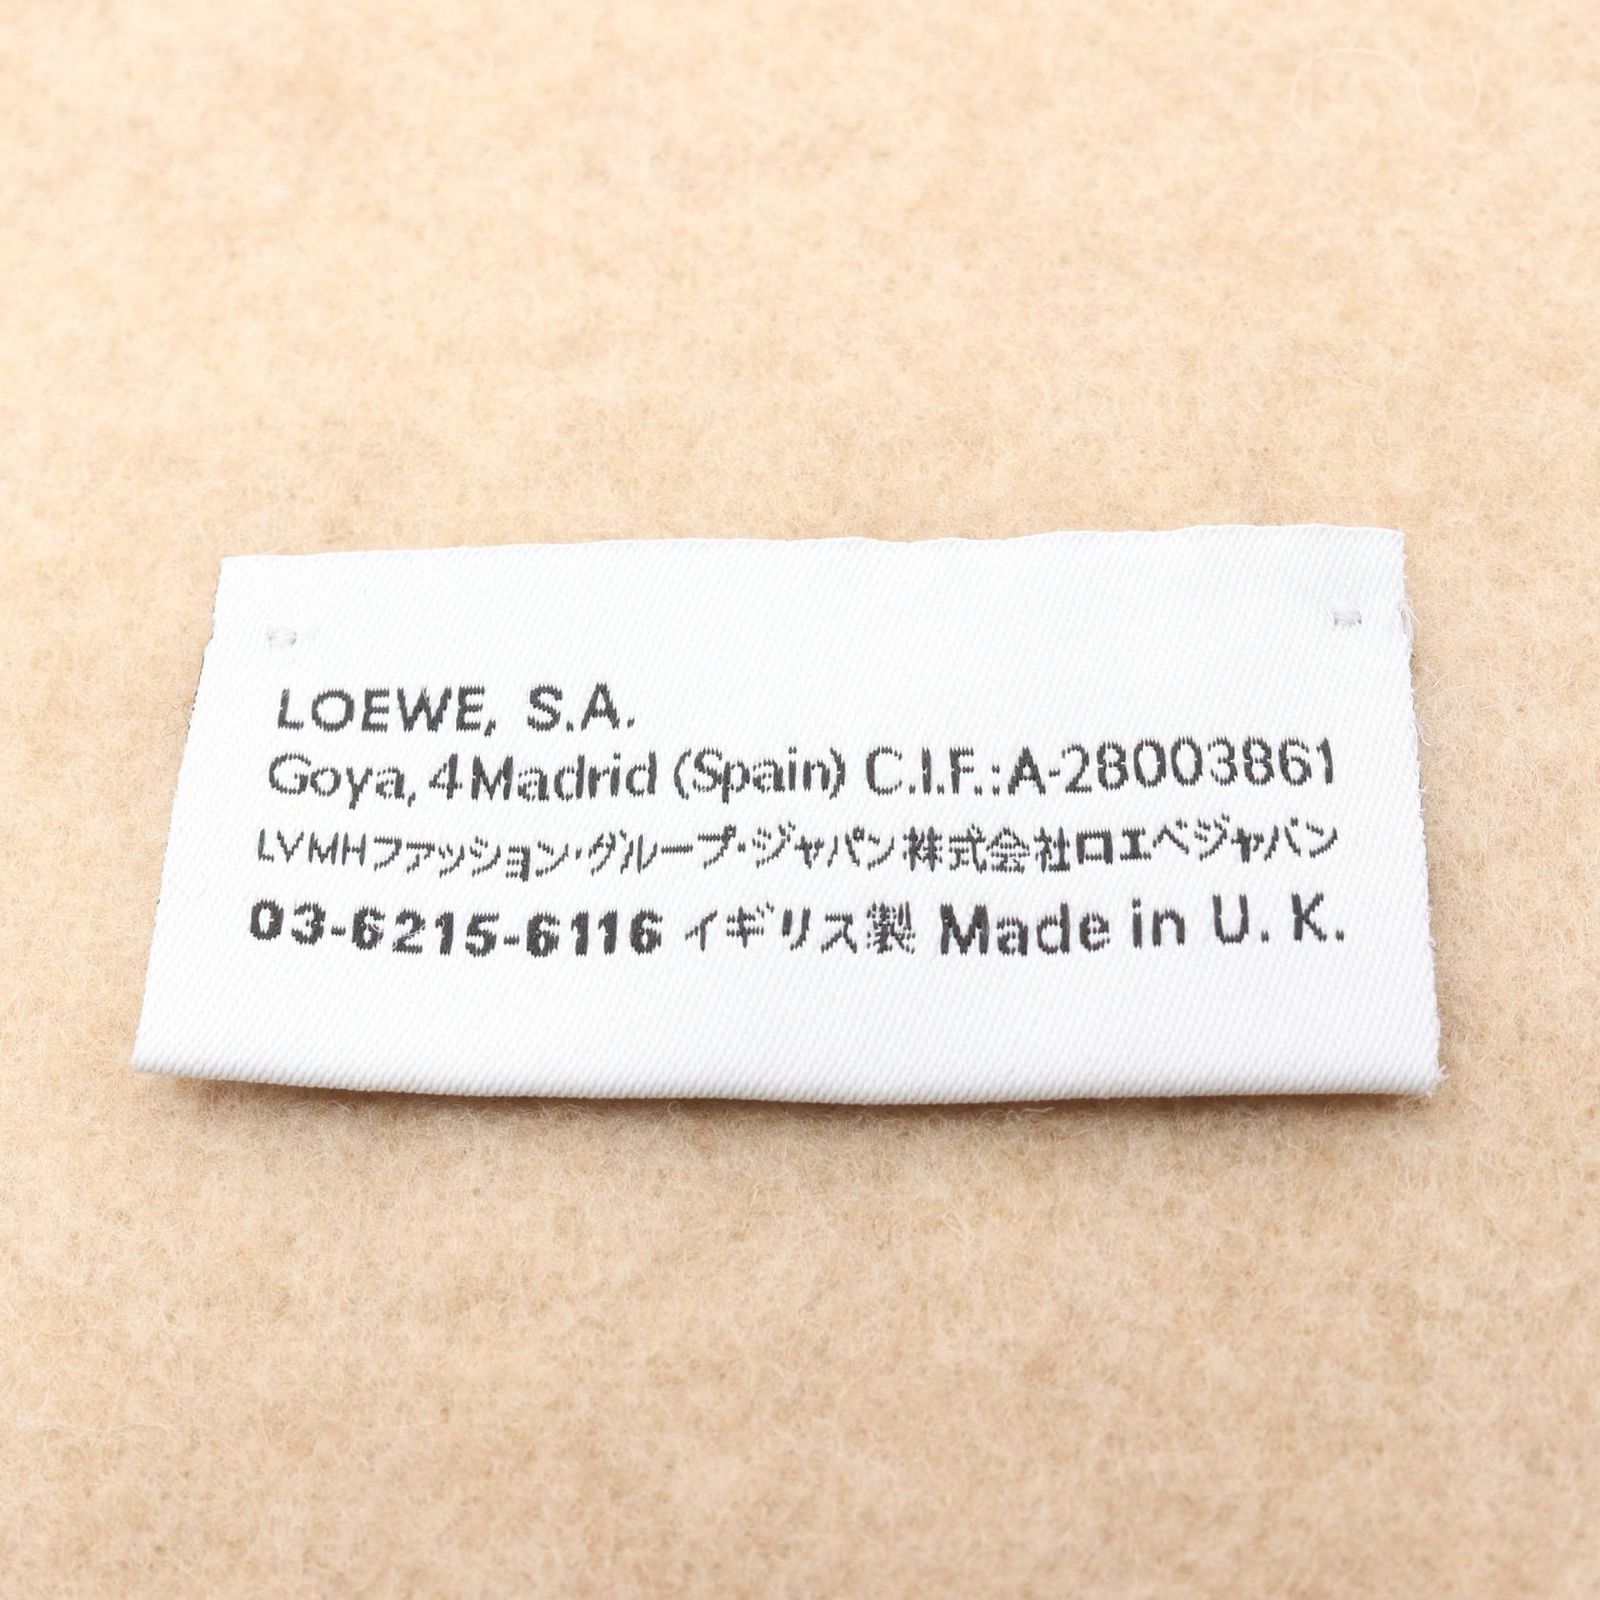 LOEWE, S.A.
Goya, 4 Madrid (Spain) C.I.F.:A-28003861
LVMHファッション・グループ・ジャパン株式会社ロエベジャパン
03-6215-6116 イギリス製 Made in U. K.